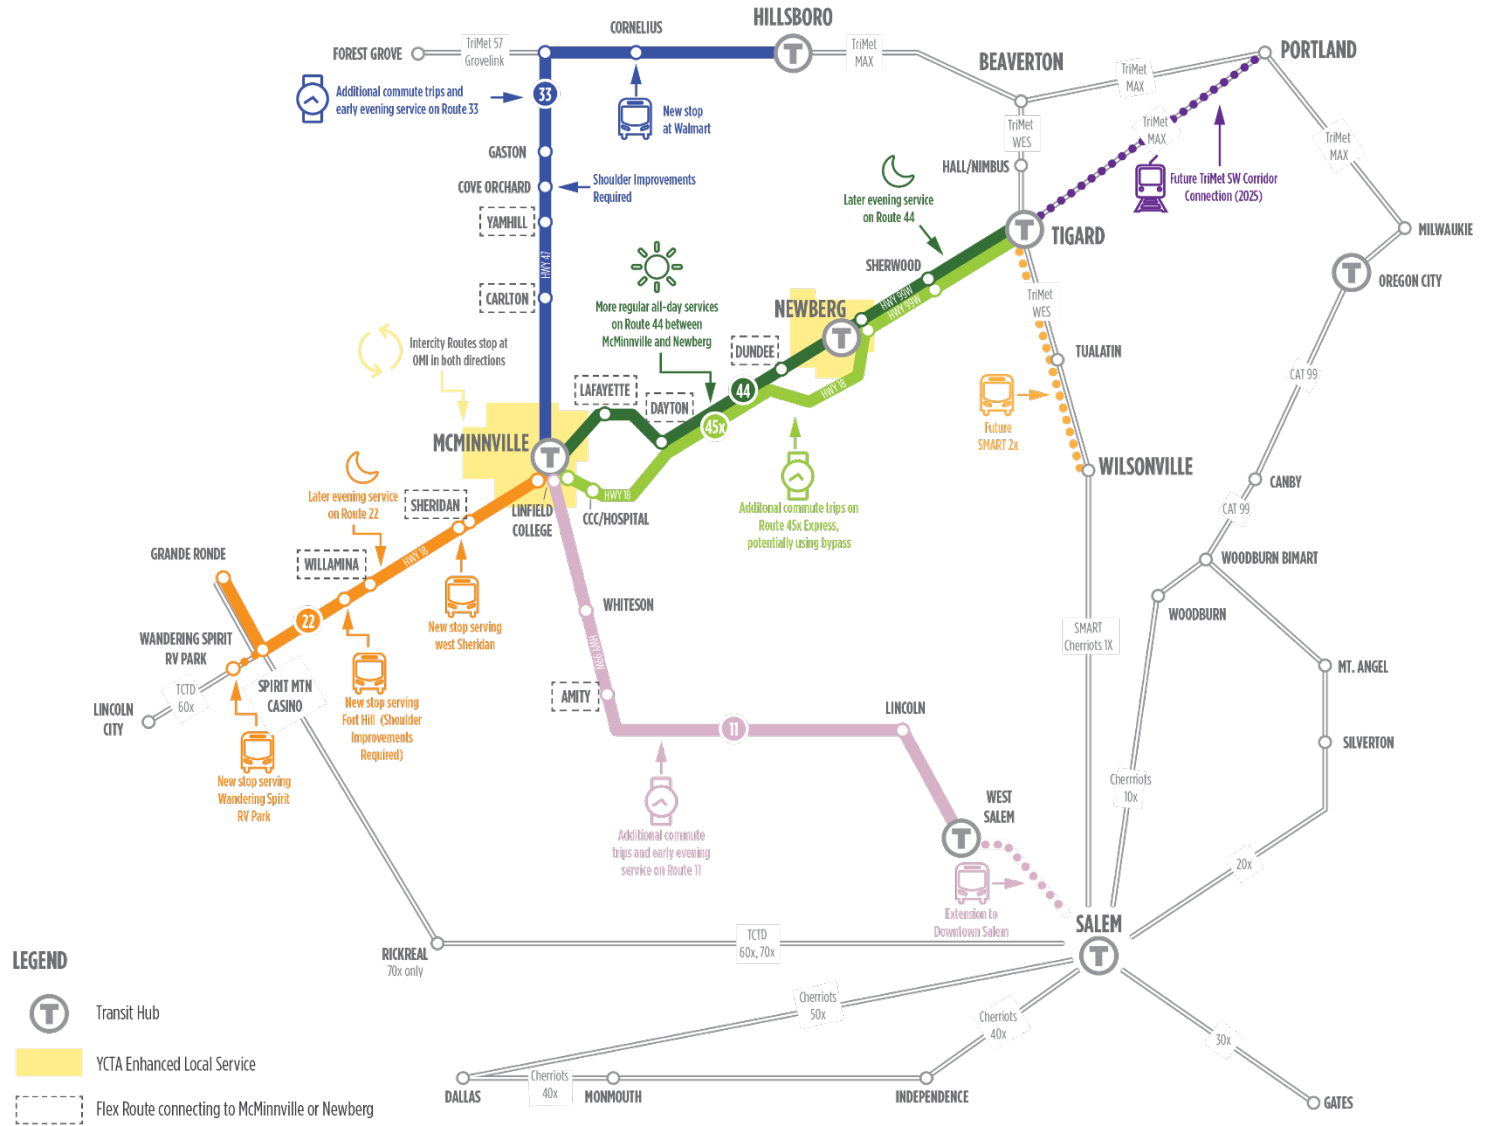 HILLSBORO
CORNELIUS
FOREST GROVE
TriMet 57
Grovelink
TriMet
MAX
BEAVERTON
PORTLAND
TriMet
MAX
Additional commute trips and
early evening service on Route 33
33
New stop
at Walmart
TriMet
WES
TriMet
MAX
TriMet
MAX
GASTON
HALL/NIMBUS
COVE ORCHARD
Shoulder Improvements
Required
Future TriMet SW Corridor
Connection (2025)
Later evening service
on Route 44
YAMHILL
HWY 47
TIGARD
MILWAUKIE
SHERWOOD
OREGON CITY
CARLTON
More regular all-day services
on Route 44 between
McMinnville and Newberg
NEWBERG
HWY 99W
HWY 99W
TriMet
WES
Intercity Routes stop at
OMI in both directions
DUNDEE
TUALATIN
CAT 99
LAFAYETTE
DAYTON
44
45x
HWY 18
Future
SMART 2x
MCMINNVILLE
WILSONVILLE
CANBY
Later evening service
on Route 22
SHERIDAN
LINFIELD
COLLEGE
HWY 18
CCC/HOSPITAL
Additional commute trips on
Route 45x Express,
potentially using bypass
CAT 99
GRANDE RONDE
WILLAMINA
HWY 18
WOODBURN BIMART
WOODBURN
22
New stop serving
west Sheridan
WHITESON
HWY 99W
WANDERING SPIRIT
RV PARK
SMART
Cherriots 1X
MT. ANGEL
TCTD
60x
SPIRIT MTN
CASINO
LINCOLN
CITY
New stop serving
Fort Hill (Shoulder
Improvements
Required)
AMITY
11
LINCOLN
SILVERTON
New stop serving
Wandering Spirit
RV Park
Cherrriots
10x
Additional commute
trips and early evening
service on Route 11
WEST
SALEM
20x
Extension to
Downtown Salem
SALEM
RICKREAL
70x only
TCTD
60x, 70x
LEGEND
Transit Hub
YCTA Enhanced Local Service
Flex Route connecting to McMinnville or Newberg
Cherriots
50x
Cherriots
40x
30x
DALLAS
Cherriots
40x
MONMOUTH
INDEPENDENCE
GATES